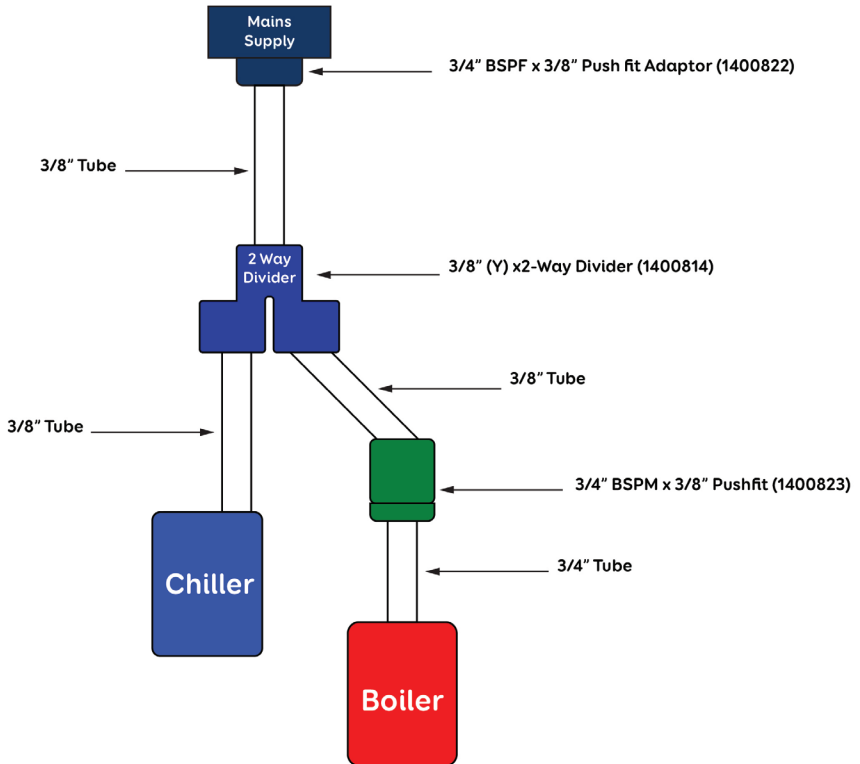 Mains
Supply
3/4” BSPF x 3/8” Push fit Adaptor (1400822)
3/8” Tube
2 Way
Divider
3/8” (Y) x2-Way Divider (1400814)
3/8” Tube
3/8” Tube
3/4” BSPM x 3/8” Pushfit (1400823)
3/4” Tube
Chiller
Boiler